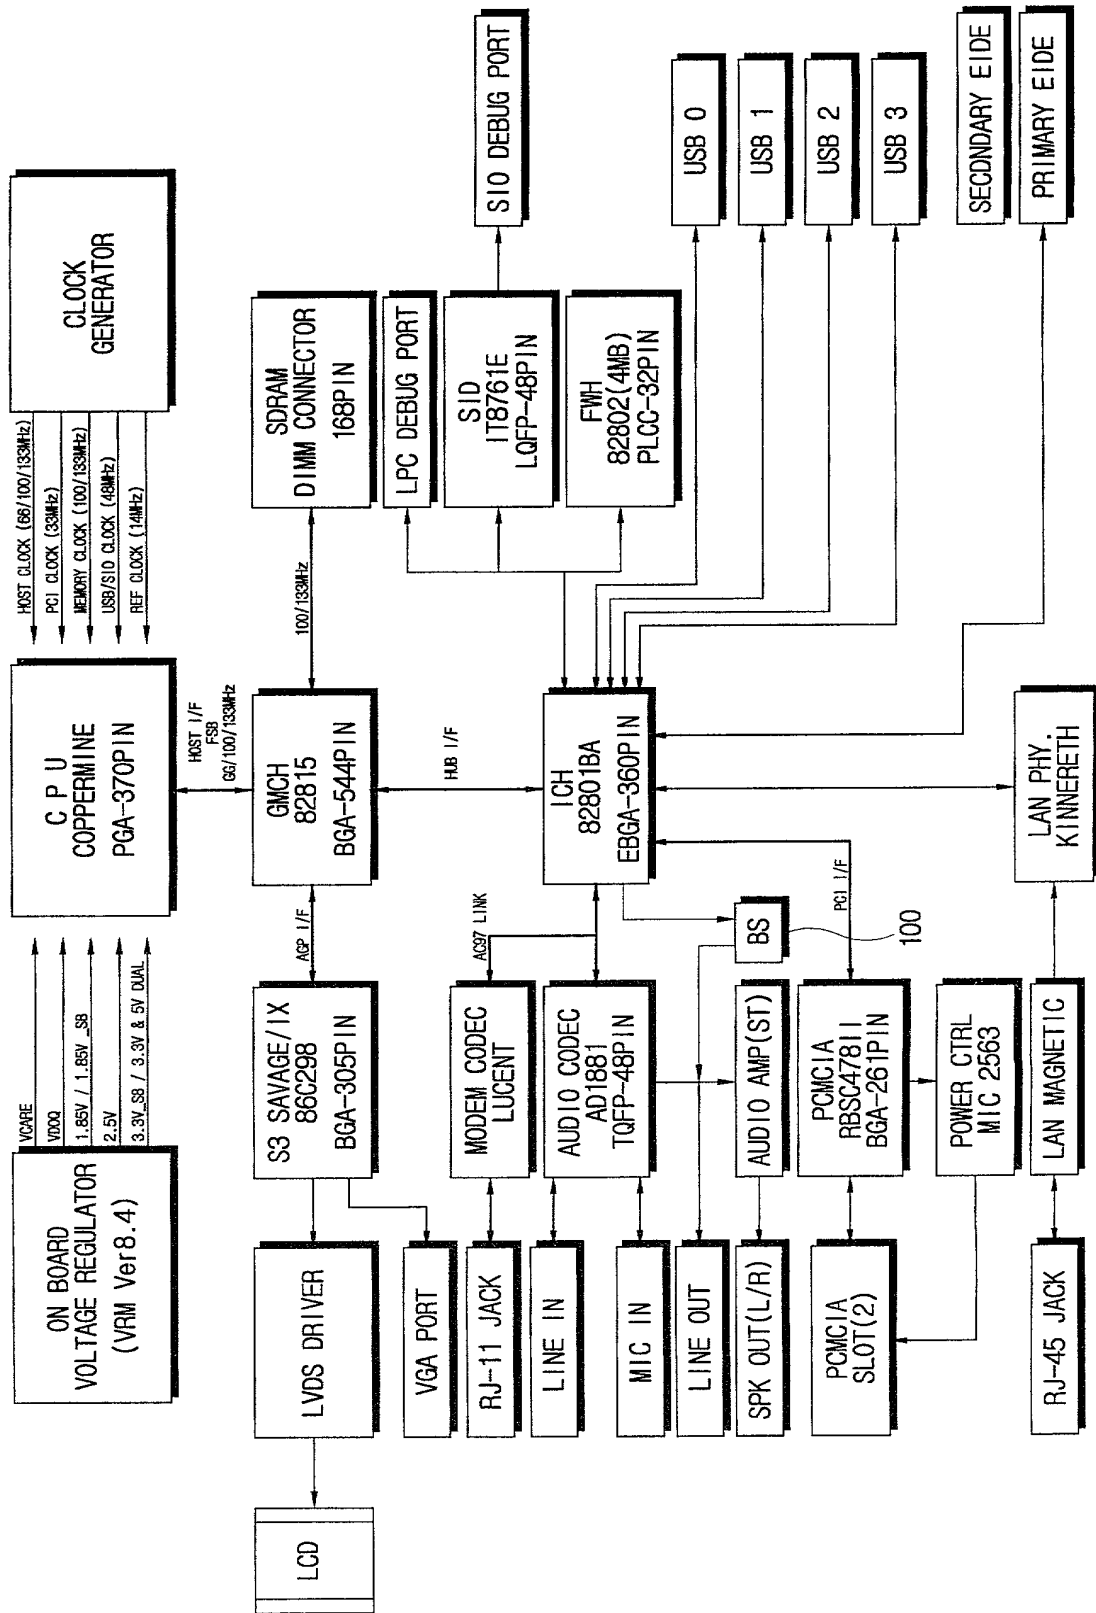 ON BOARD
VOLTAGE REGULATOR
(VRM Ver8.4)
VCARE
VDDQ
1.85V / 1.85V_SB
2.5V
3.3V_SB / 3.3V & 5V DUAL
C P U
COPPERMINE
PGA-370PIN
HOST CLOCK (66/100/133MHz)
PCI CLOCK (33MHz)
MEMORY CLOCK (100/133MHz)
USB/SIO CLOCK (48MHz)
REF CLOCK (14MHz)
CLOCK
GENERATOR
HOST I/F
FSB
GG/100/133MHz
LCD
LVDS DRIVER
S3 SAVAGE/IX
86C298
BGA-305PIN
AGP I/F
GMCH
82815
BGA-544PIN
100/133MHz
SDRAM
DIMM CONNECTOR
168PIN
VGA PORT
HUB I/F
LPC DEBUG PORT
RJ-11 JACK
MODEM CODEC
LUCENT
AC97 LINK
SID
IT8761E
LQFP-48PIN
SIO DEBUG PORT
LINE IN
AUDIO CODEC
AD1881
TQFP-48PIN
ICH
82801BA
EBGA-360PIN
FWH
82802(4MB)
PLCC-32PIN
MIC IN
LINE OUT
USB 0
SPK OUT(L/R)
AUDIO AMP(ST)
BS
USB 1
PCMCIA
SLOT(2)
PCMCIA
RBSC478II
BGA-261PIN
PCI I/F
100
USB 2
USB 3
POWER CTRL
MIC 2563
SECDNDARY EIDE
RJ-45 JACK
LAN MAGNETIC
LAN PHY.
KINNERETH
PRIMARY EIDE